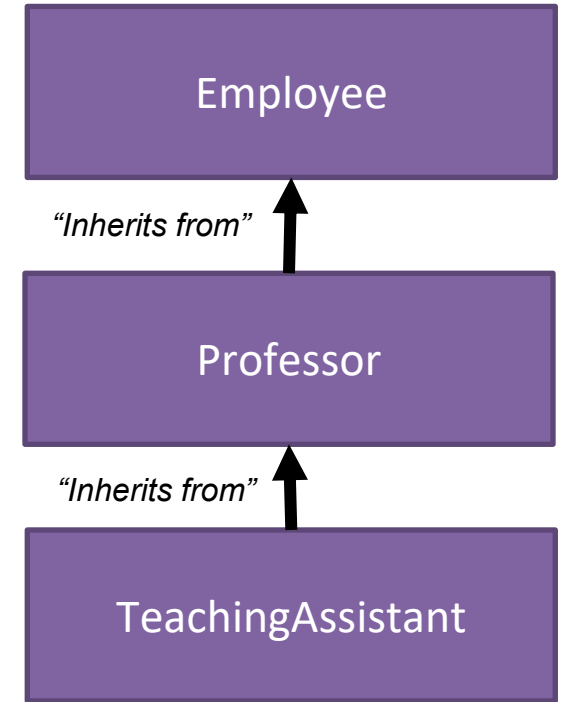 Employee
“Inherits from”
Professor
“Inherits from”
TeachingAssistant